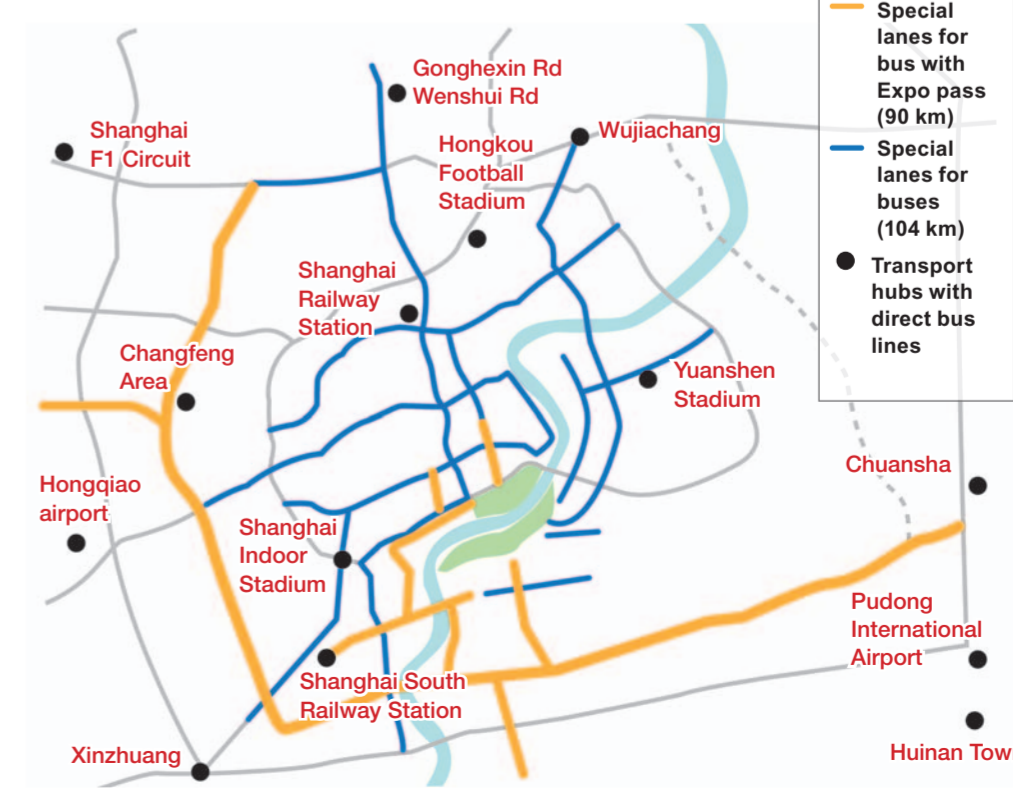 Special
lanes for
bus with
Expo pass
(90 km)
Special
lanes for
buses
(104 km)
Transport
hubs with
direct bus
lines
Gonghexin Rd
Wenshui Rd
Shanghai
F1 Circuit
Wujiachang
Hongkou
Football
Stadium
Shanghai
Railway
Station
Changfeng
Area
Yuanshen
Stadium
Chuansha
Hongqiao
airport
Shanghai
Indoor
Stadium
Pudong
International
Airport
Shanghai South
Railway Station
Xinzhuang
Huinan Tow